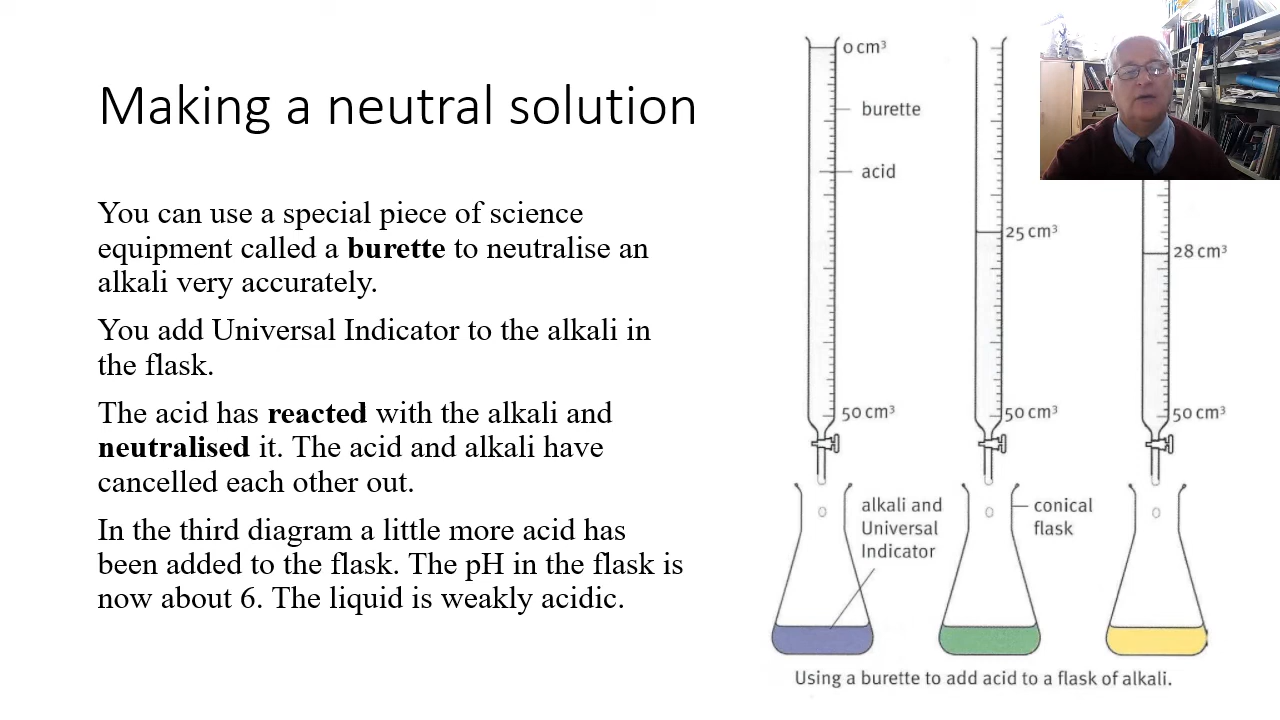 Making a neutral solution
You can use a special piece of science
equipment called a burette to neutralise an
alkali very accurately.
You add Universal Indicator to the alkali in
the flask.
The acid has reacted with the alkali and
neutralised it. The acid and alkali have
cancelled each other out.
In the third diagram a little more acid has
been added to the flask. The pH in the flask is
now about 6. The liquid is weakly acidic.
0 cm³
burette
acid
25 cm³
28 cm³
50 cm³
50 cm³
50 cm³
alkali and
Universal
Indicator
conical
flask
Using a burette to add acid to a flask of alkali.